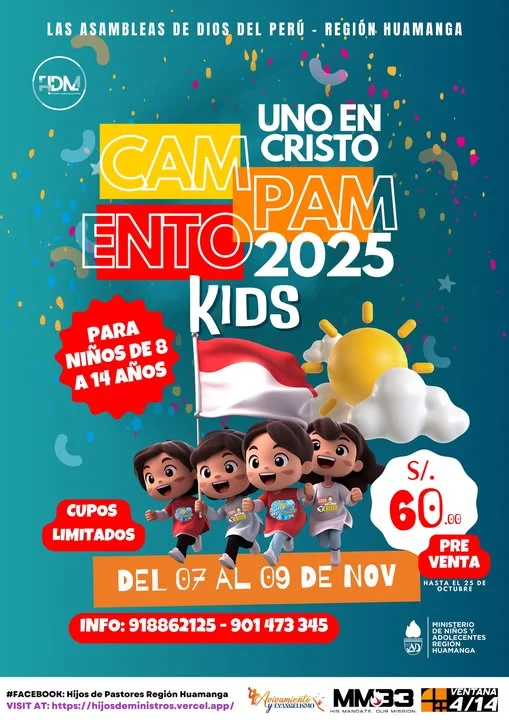 LAS ASAMBLEAS DE DIOS DEL PERÚ - REGIÓN HUAMANGA
HDM
UNO EN
CRISTO
CAM
PAM
ENTO
2025
KIDS
PARA
NIÑOS DE 8
A 14 AÑOS
S/.
60.00
CUPOS
LIMITADOS
PRE
VENTA
HASTA EL 25 DE
OCTUBRE
DEL 07 AL 09 DE NOV
INFO: 918862125 - 901 473 345
MINISTERIO
DE NIÑOS Y
ADOLECENTES
REGIÓN
HUAMANGA
#FACEBOOK: Hijos de Pastores Región Huamanga
VISIT AT: https://hijosdeministros.vercel.app/
Avivamiento
y EVANGELISMO
MM33
HIS MANDATE, OUR MISSION.
VENTANA
4/14